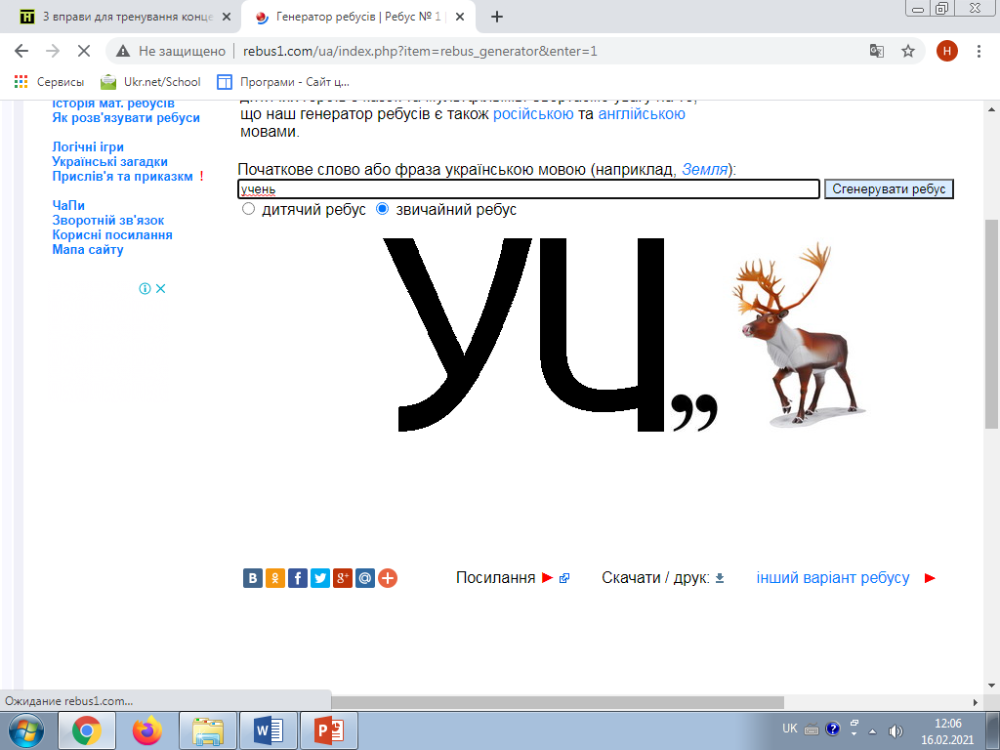 З вправи для тренування конце
Генератор ребусів | Ребус № 1 |
Не защищено | rebus1.com/ua/index.php?item=rebus_generator&enter=1
Н
Сервисы
Ukr.net/School
Програми - Сайт ц...
що наш генератор ребусів є також російською та англійською
мовами.
Історія мат. ребусів
Як розв'язувати ребуси
Логічні ігри
Українські загадки
Прислів'я та приказкм !
ЧаПи
Зворотній зв'язок
Корисні посилання
Мапа сайту
Початкове слово або фраза українською мовою (наприклад, Земля):
учень
Сгенерувати ребус
дитячий ребус
звичайний ребус
УЧ ,,
Посилання
Скачати / друк:
інший варіант ребусу
Ожидание rebus1.com...
UK
12:06
16.02.2021